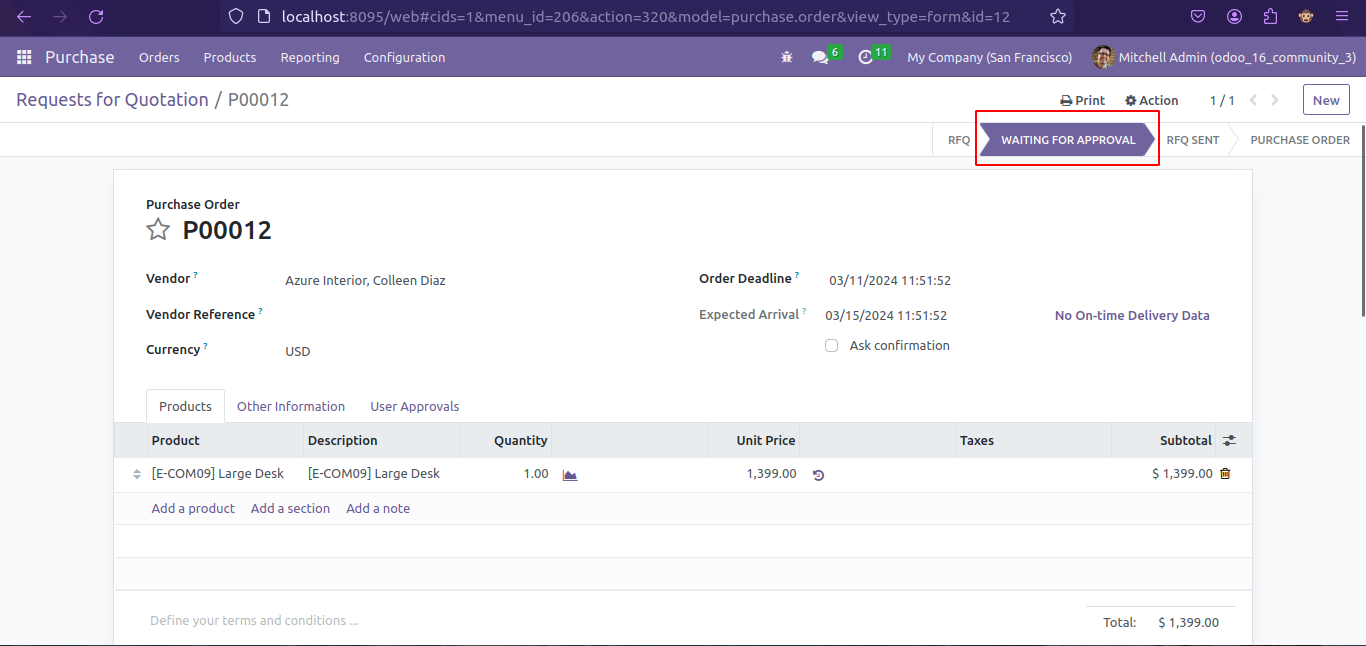 localhost:8095/web#cids=1&menu_id=206&action=320&model=purchase.order&view_type=form&id=12
Purchase Orders Products Reporting Configuration 6 11 My Company (San Francisco) Mitchell Admin (odoo_16_community_3)
Requests for Quotation / P00012 Print Action 1 / 1 New
RFQ WAITING FOR APPROVAL RFQ SENT PURCHASE ORDER
Purchase Order
P00012
Vendor ? Azure Interior, Colleen Diaz Order Deadline ? 03/11/2024 11:51:52
Vendor Reference ? Expected Arrival ? 03/15/2024 11:51:52 No On-time Delivery Data
Currency ? USD Ask confirmation
Products Other Information User Approvals
Product Description Quantity Unit Price Taxes Subtotal
[E-COM09] Large Desk [E-COM09] Large Desk 1.00 1,399.00 $ 1,399.00
Add a product Add a section Add a note
Define your terms and conditions ... Total: $ 1,399.00